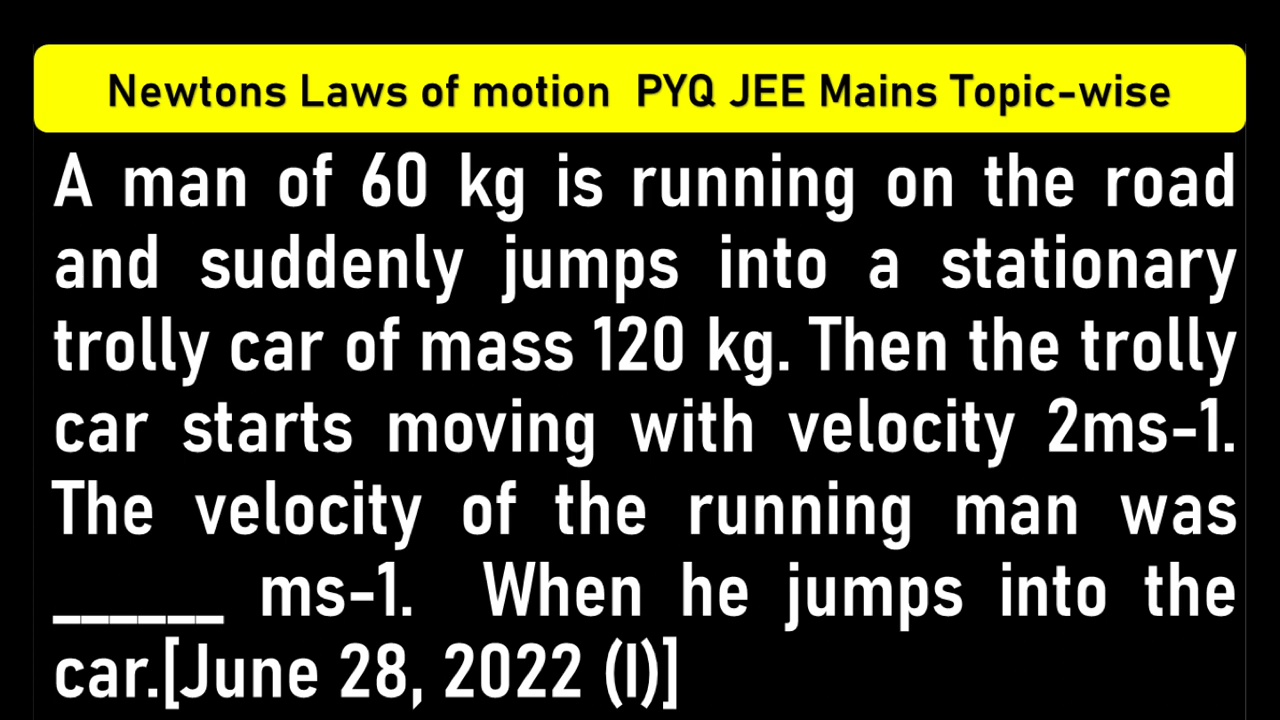 Newtons Laws of motion PYQ JEE Mains Topic-wise
A man of 60 kg is running on the road
and suddenly jumps into a stationary
trolly car of mass 120 kg. Then the trolly
car starts moving with velocity 2ms-1.
The velocity of the running man was
______ ms-1. When he jumps into the
car.[June 28, 2022 (I)]